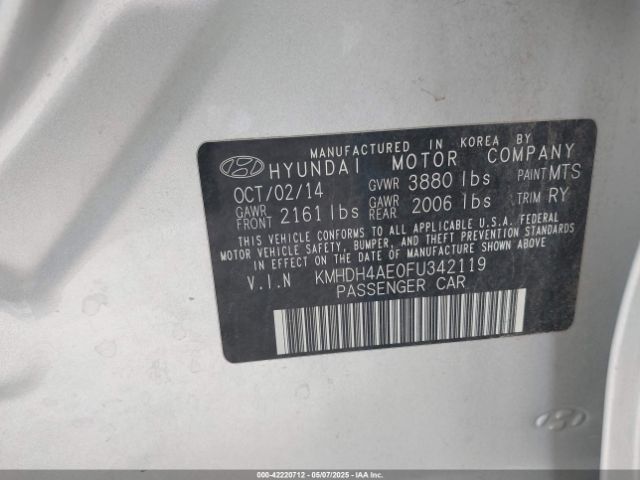 MANUFACTURED IN KOREA BY
HYUNDAI MOTOR COMPANY
OCT/02/14 GVWR 3880 lbs PAINT MTS
GAWR FRONT 2161 lbs GAWR REAR 2006 lbs TRIM RY
THIS VEHICLE CONFORMS TO ALL APPLICABLE U.S.A. FEDERAL
MOTOR VEHICLE SAFETY, BUMPER, AND THEFT PREVENTION STANDARDS
IN EFFECT ON THE DATE OF MANUFACTURE SHOWN ABOVE.
V.I.N KMHDH4AE0FU342119
PASSENGER CAR
000-42220712 05/07/2025 IAAI.COM